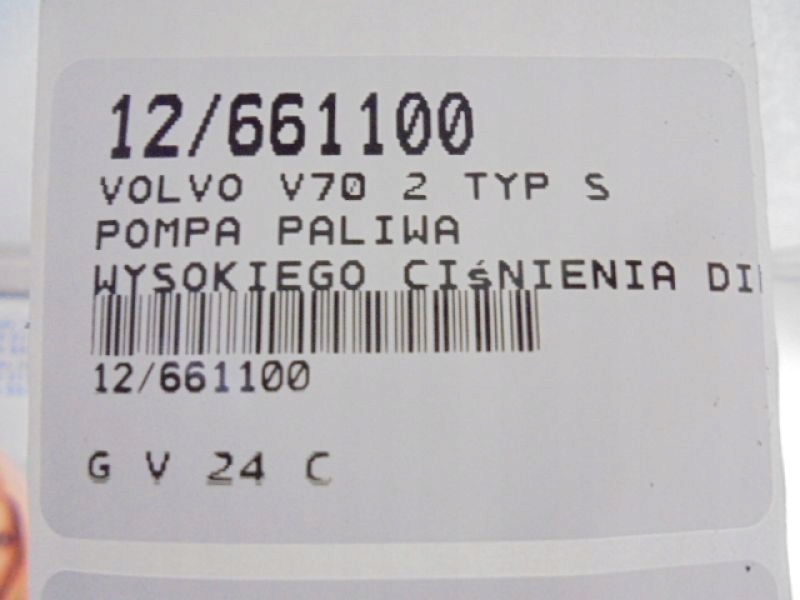 12/661100
VOLVO V70 2 TYP S
POMPA PALIWA
WYSOKIEGO CIśNIENIA
12/661100
G V 24 C